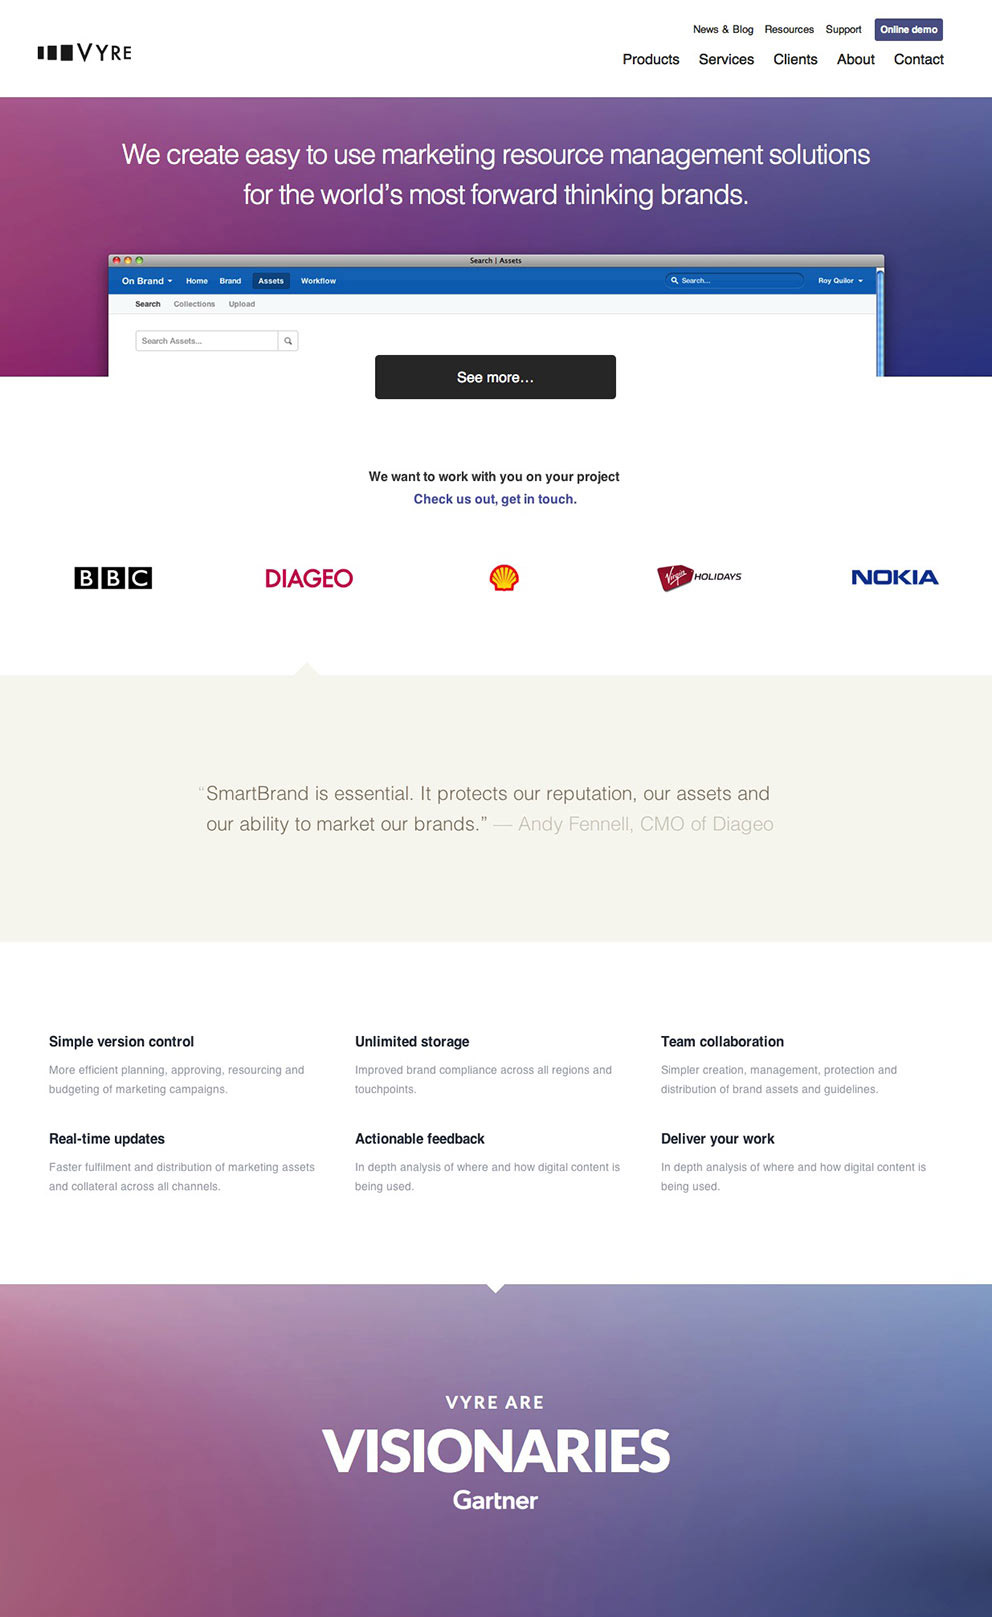 VYRE
News & Blog Resources Support Online demo
Products Services Clients About Contact
We create easy to use marketing resource management solutions
for the world’s most forward thinking brands.
Search | Assets
On Brand Home Brand Assets Workflow Search... Roy Quilor
Search Collections Upload
Search Assets...
See more...
We want to work with you on your project
Check us out, get in touch.
BBC DIAGEO Virgin HOLIDAYS NOKIA
“SmartBrand is essential. It protects our reputation, our assets and
our ability to market our brands.” — Andy Fennell, CMO of Diageo
Simple version control
More efficient planning, approving, resourcing and
budgeting of marketing campaigns.
Unlimited storage
Improved brand compliance across all regions and
touchpoints.
Team collaboration
Simpler creation, management, protection and
distribution of brand assets and guidelines.
Real-time updates
Faster fulfilment and distribution of marketing assets
and collateral across all channels.
Actionable feedback
In depth analysis of where and how digital content is
being used.
Deliver your work
In depth analysis of where and how digital content is
being used.
VYRE ARE
VISIONARIES
Gartner